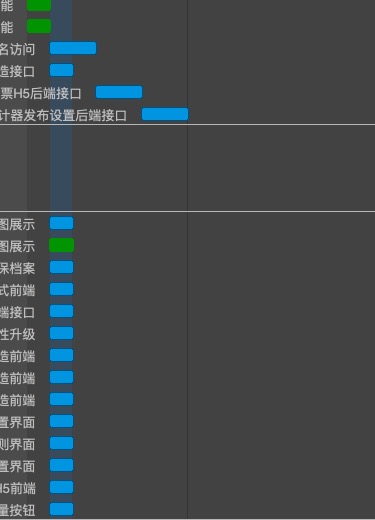 能
能
名访问
造接口
票H5后端接口
计器发布设置后端接口
图展示
图展示
保档案
式前端
端接口
性升级
造前端
造前端
造前端
置界面
则界面
置界面
H5前端
量按钮